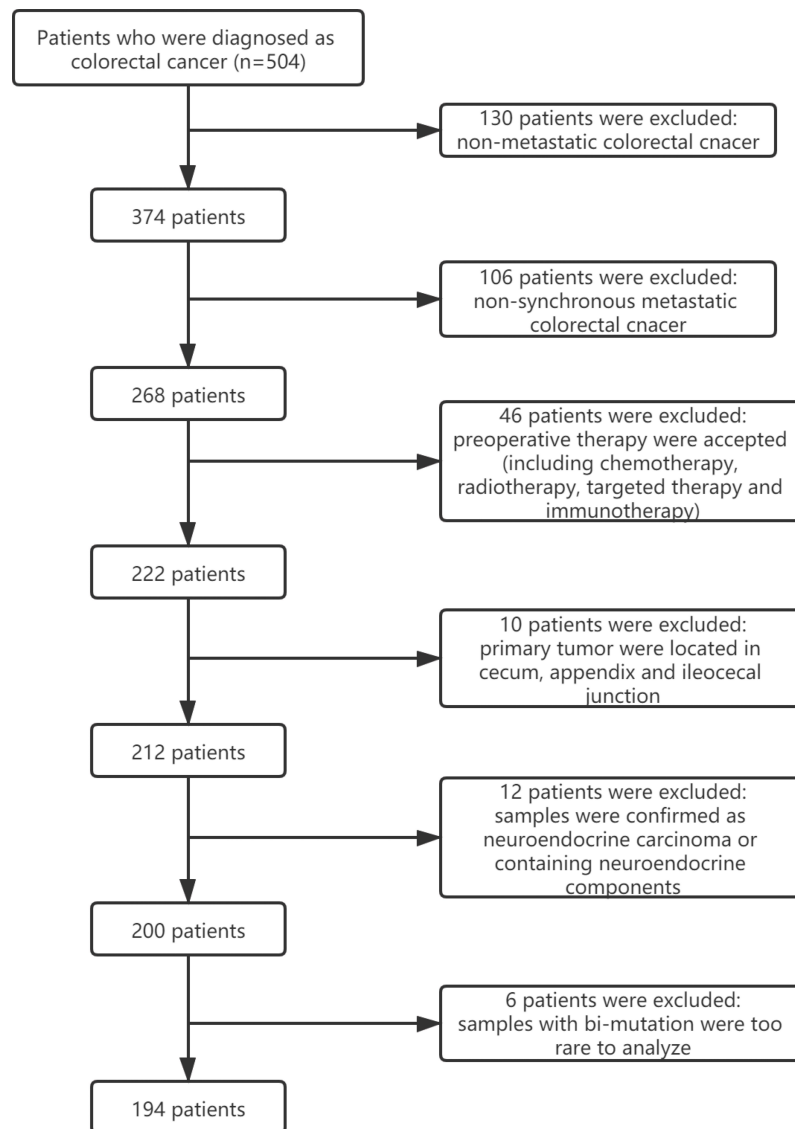 Patients who were diagnosed as
colorectal cancer (n=504)
130 patients were excluded:
non-metastatic colorectal cnacer
374 patients
106 patients were excluded:
non-synchronous metastatic
colorectal cnacer
268 patients
46 patients were excluded:
preoperative therapy were accepted
(including chemotherapy,
radiotherapy, targeted therapy and
immunotherapy)
222 patients
10 patients were excluded:
primary tumor were located in
cecum, appendix and ileocecal
junction
212 patients
12 patients were excluded:
samples were confirmed as
neuroendocrine carcinoma or
containing neuroendocrine
components
200 patients
6 patients were excluded:
samples with bi-mutation were too
rare to analyze
194 patients